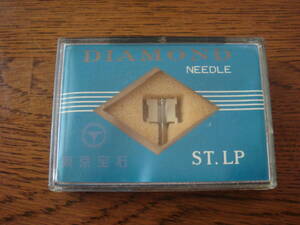 DIAMOND
NEEDLE
東京宝石
ST. LP